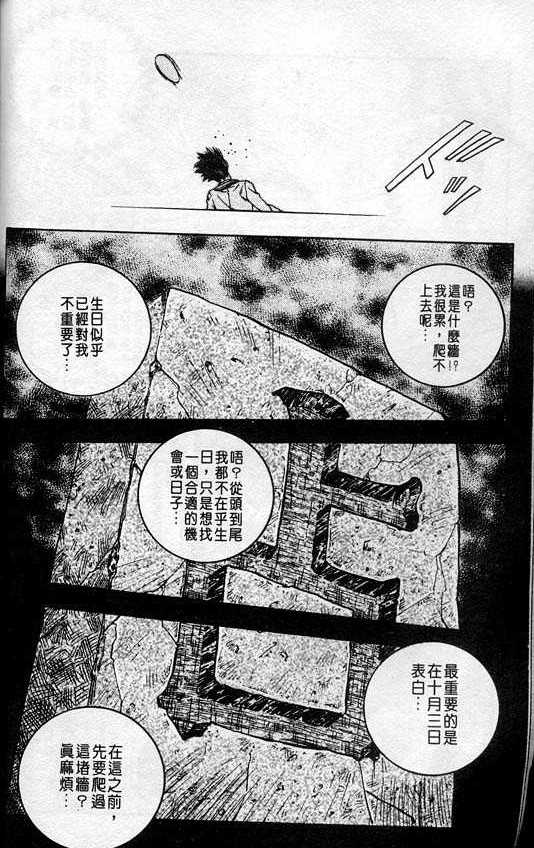 ドドッ
唔？
這是什麼牆！？
我很累，爬不
上去呢…
生日似乎
已經對我
不重要了…
唔？從頭到尾
我都不在乎生
日，只是想找
一個合適的機
會或日子…
最重要的是
在十月三日
表白…
在這之前，
先要爬過
這堵牆？
眞麻煩…